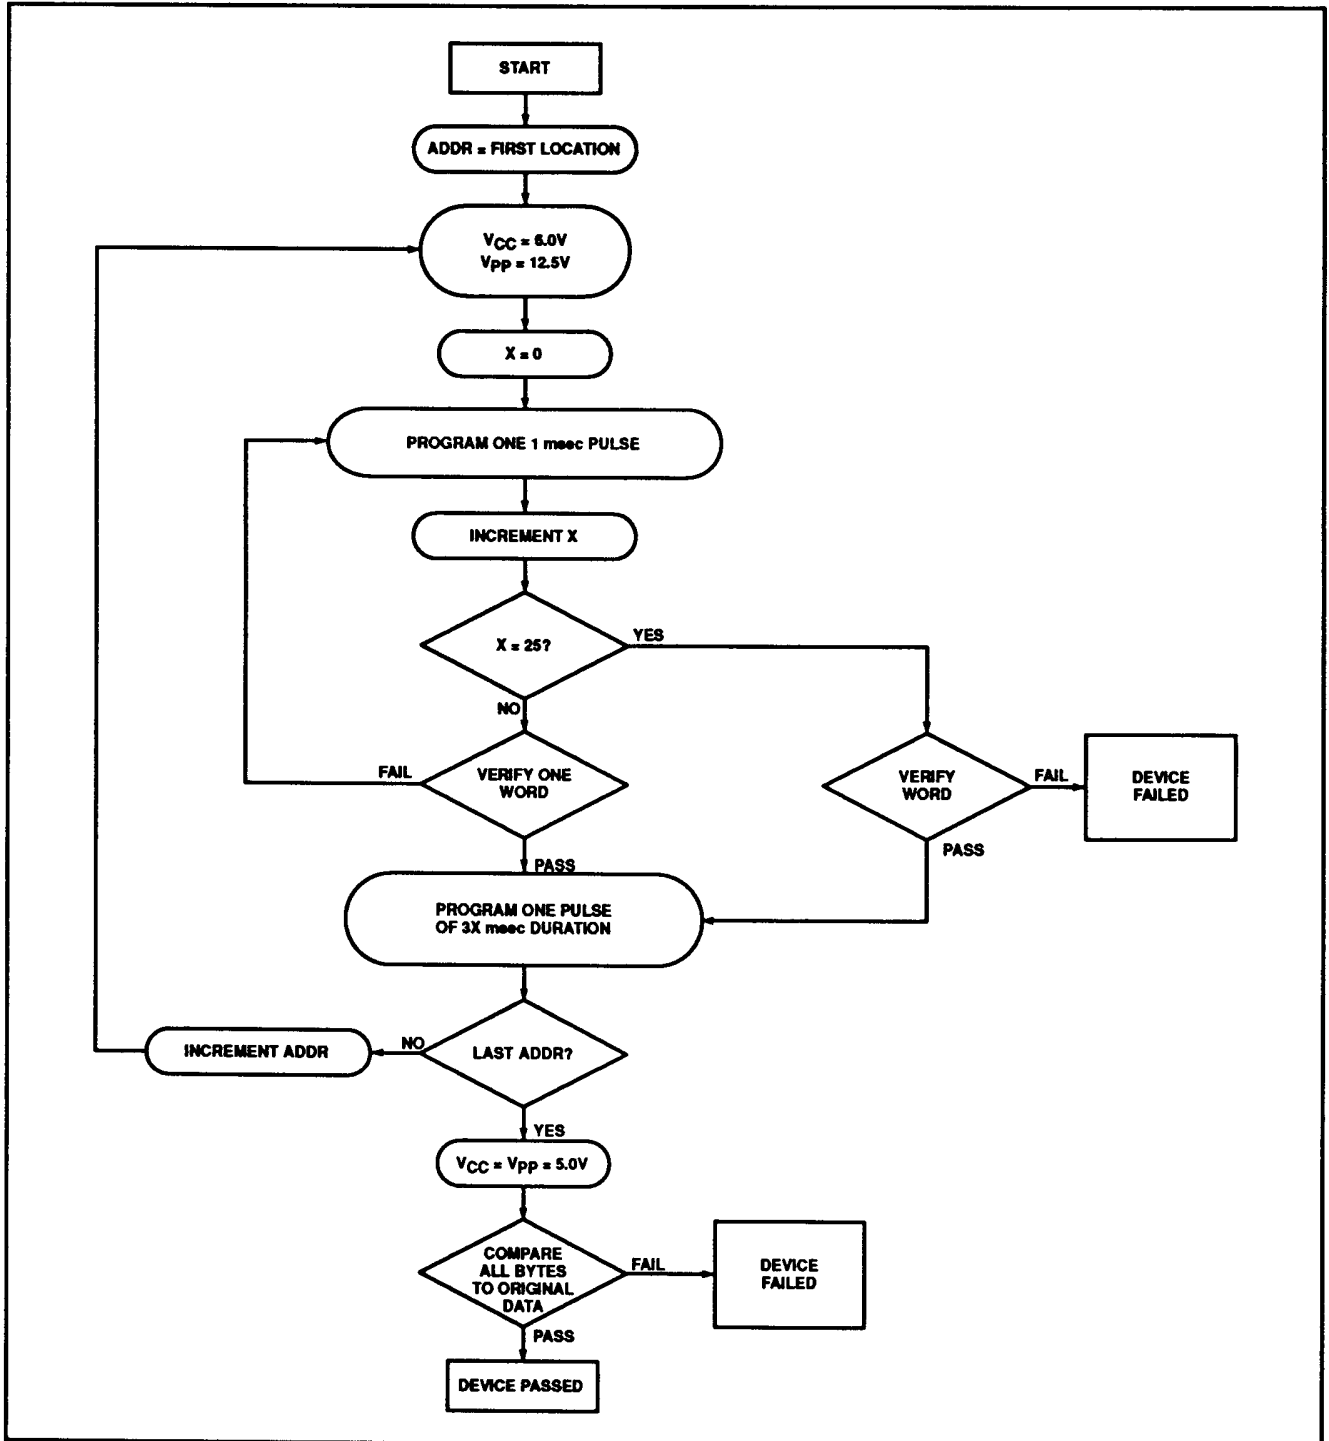 START
ADDR = FIRST LOCATION
VCC = 6.0V
VPP = 12.5V
X = 0
PROGRAM ONE 1 msec PULSE
INCREMENT X
X = 25?
YES
NO
VERIFY ONE
WORD
FAIL
PASS
VERIFY
WORD
FAIL
DEVICE
FAILED
PASS
PROGRAM ONE PULSE
OF 3X msec DURATION
LAST ADDR?
NO
INCREMENT ADDR
YES
VCC = VPP = 5.0V
COMPARE
ALL BYTES
TO ORIGINAL
DATA
FAIL
DEVICE
FAILED
PASS
DEVICE PASSED